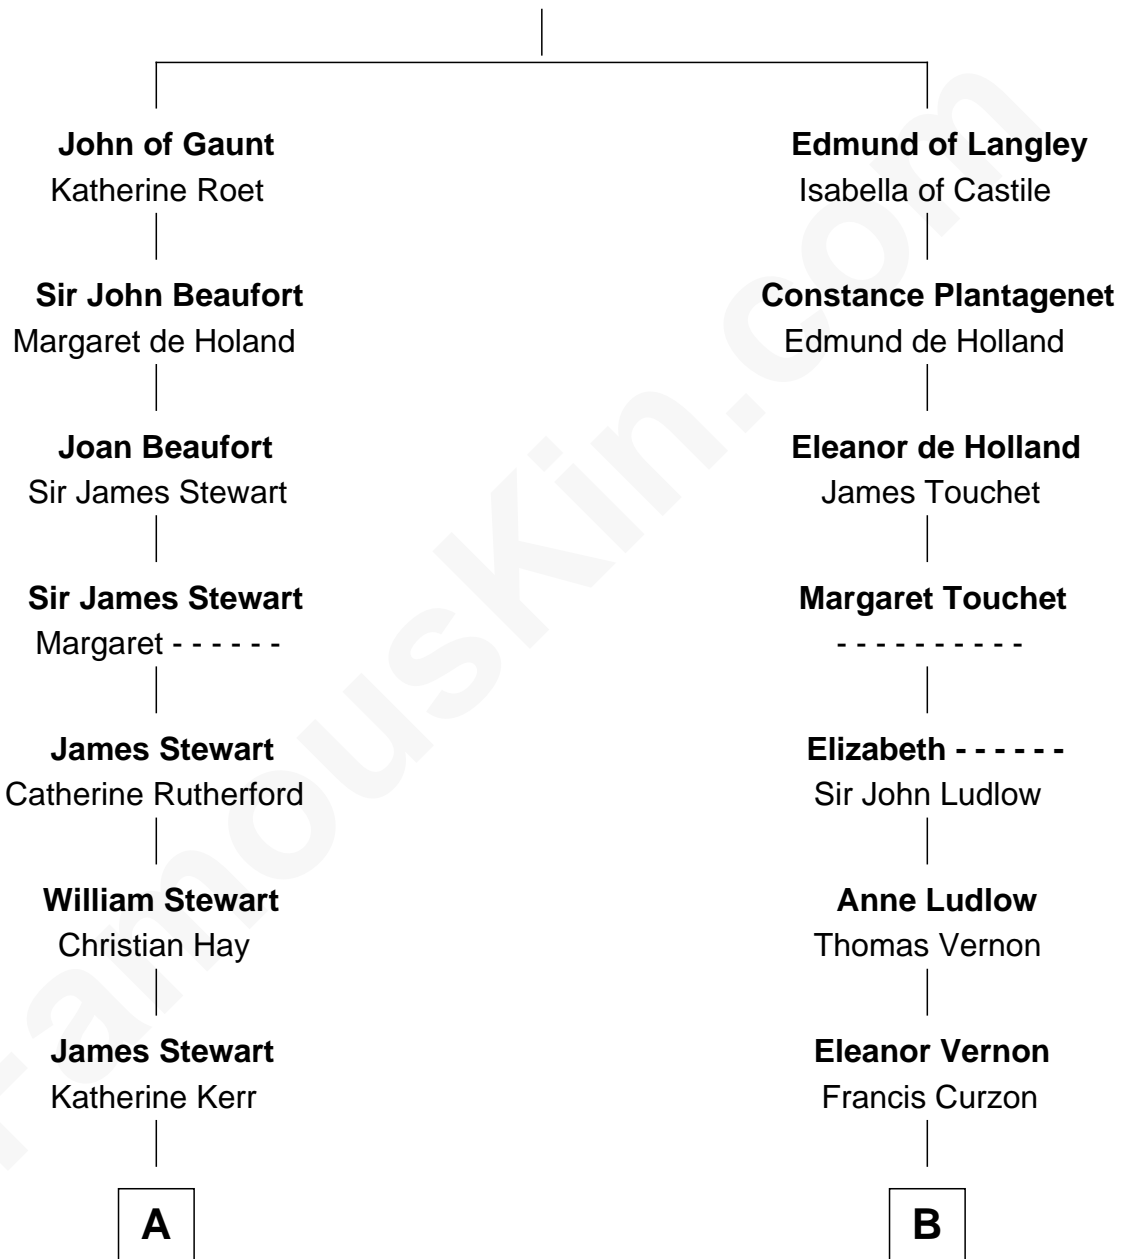 John of Gaunt
Katherine Roet
Sir John Beaufort
Margaret de Holand
Joan Beaufort
Sir James Stewart
Sir James Stewart
Margaret - - - - - -
James Stewart
Catherine Rutherford
William Stewart
Christian Hay
James Stewart
Katherine Kerr
A
Edmund of Langley
Isabella of Castile
Constance Plantagenet
Edmund de Holland
Eleanor de Holland
James Touchet
Margaret Touchet
- - - - - - - - - -
Elizabeth - - - - - -
Sir John Ludlow
Anne Ludlow
Thomas Vernon
Eleanor Vernon
Francis Curzon
B
FamousKin.com